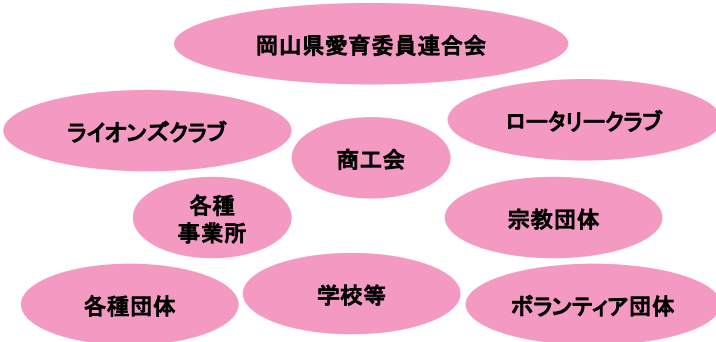 岡山県愛育委員連合会
ライオンズクラブ
ロータリークラブ
商工会
各種
事業所
宗教団体
各種団体
学校等
ボランティア団体